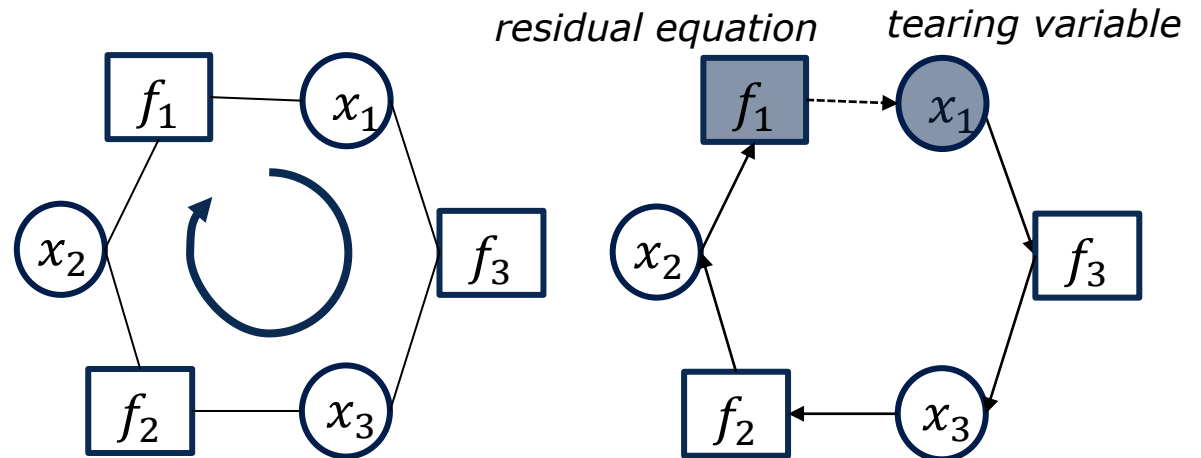 residual equation
tearing variable
f₁
x₁
x₂
f₃
f₂
x₃
f₁
x₁
x₂
f₃
f₂
x₃